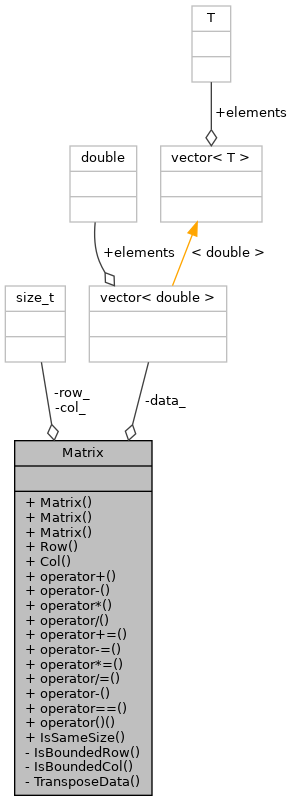 T
+elements
double
vector< T >
+elements
< double >
size_t
vector< double >
-row_
-col_
-data_
Matrix
+ Matrix()
+ Matrix()
+ Matrix()
+ Row()
+ Col()
+ operator+()
+ operator-()
+ operator*()
+ operator/()
+ operator+=()
+ operator-=()
+ operator*=()
+ operator/=()
+ operator-()
+ operator==()
+ operator()()
+ IsSameSize()
- IsBoundedRow()
- IsBoundedCol()
- TransposeData()